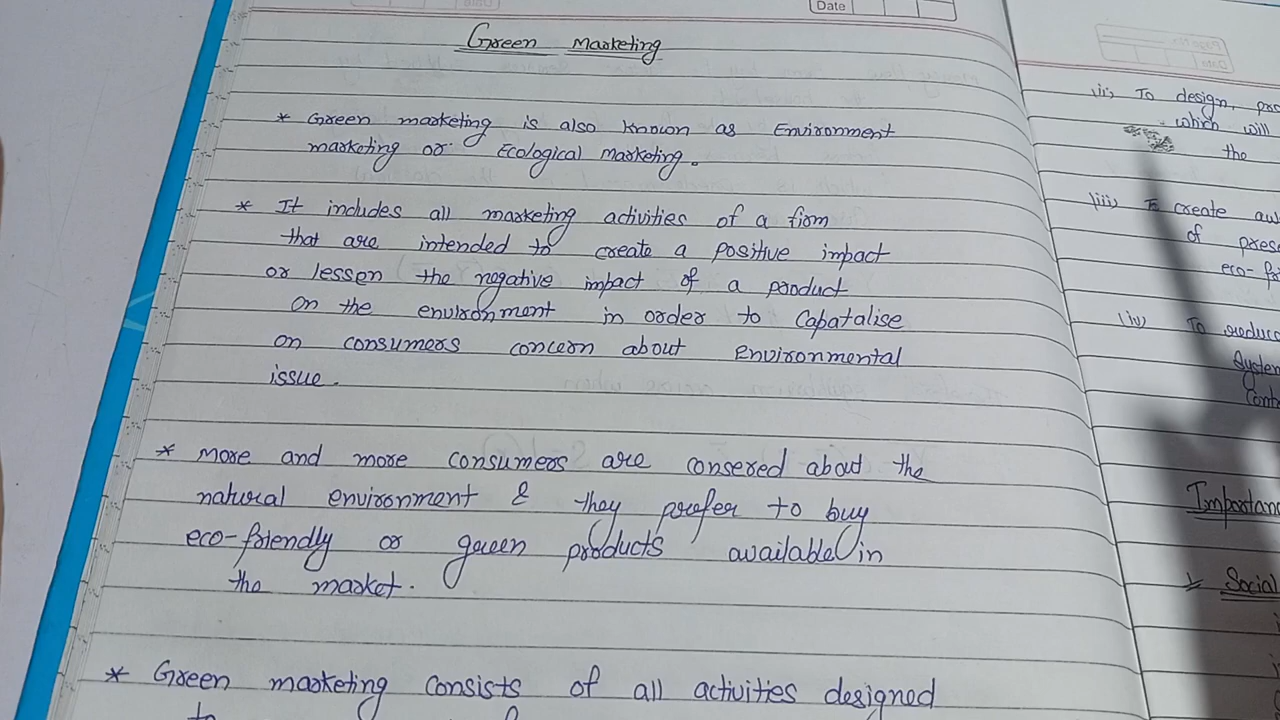 Date
Green Marketing
* Green marketing is also known as Environment
marketing or Ecological Marketing.
* It includes all marketing activities of a firm
that are intended to create a positive impact
or lessen the negative impact of a product
on the environment in order to Capatalise
on consumers concern about environmental
issue.
* More and more consumers are consered about the
natural environment & they prefer to buy
eco-friendly or green products available in
the market.
* Green marketing consists of all activities designed
to
ii) To design,
which will
the
iii) To create
of
eco-
iv) To
Social